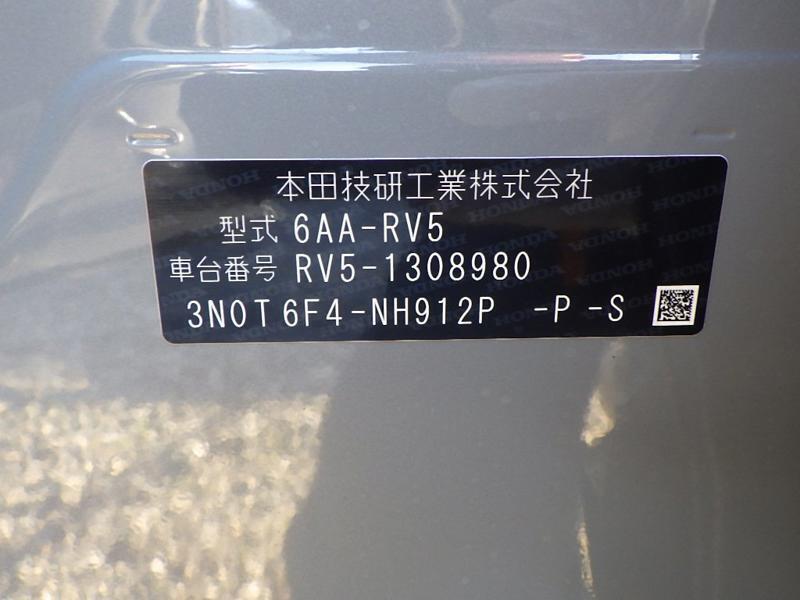 本田技研工業株式会社
型式 6AA-RV5
車台番号 RV5-1308980
3N0T6F4-NH912P -P-S